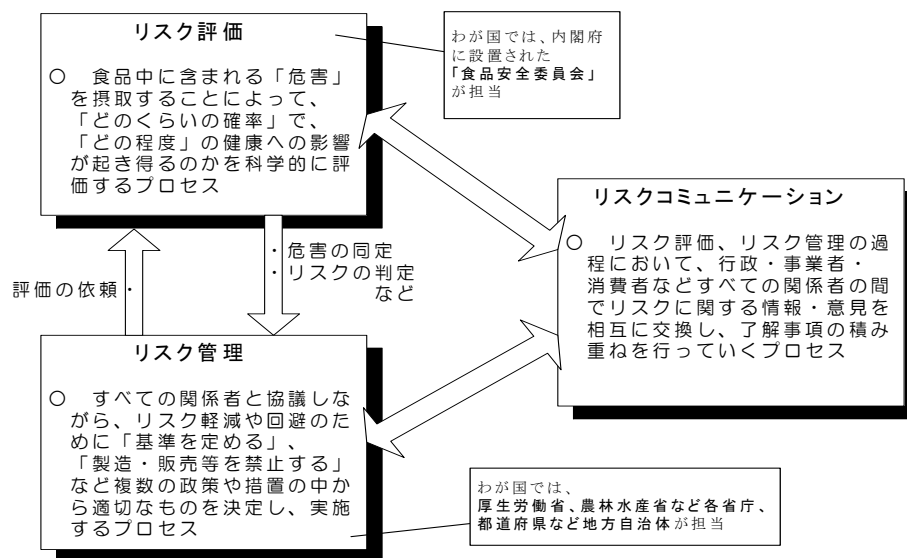 リスク評価
○　食品中に含まれる「危害」
を摂取することによって、
「どのくらいの確率」で、
「どの程度」の健康への影響
が起き得るのかを科学的に評
価するプロセス
わが国では、内閣府
に設置された
「食品安全委員会」
が担当
評価の依頼・
・危害の同定
・リスクの判定
など
リスクコミュニケーション
○　リスク評価、リスク管理の過
程において、行政・事業者・
消費者などすべての関係者の間
でリスクに関する情報・意見を
相互に交換し、了解事項の積み
重ねを行っていくプロセス
リスク管理
○　すべての関係者と協議しな
がら、リスク軽減や回避のた
めに「基準を定める」、
「製造・販売等を禁止する」
など複数の政策や措置の中か
ら適切なものを決定し、実施
するプロセス
わが国では、
厚生労働省、農林水産省など各省庁、
都道府県など地方自治体が担当